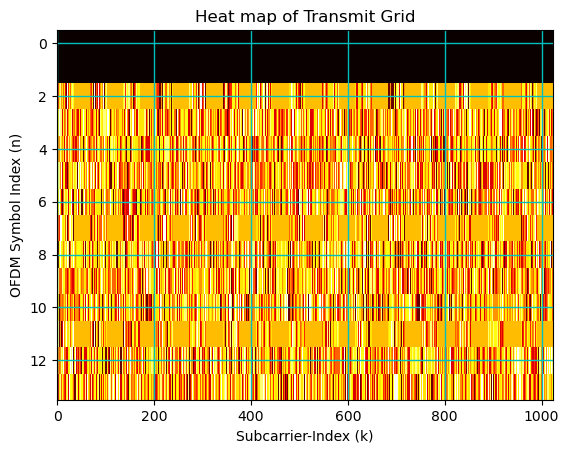 Heat map of Transmit Grid
OFDM Symbol Index (n)
0
2
4
6
8
10
12
0 200 400 600 800 1000
Subcarrier-Index (k)